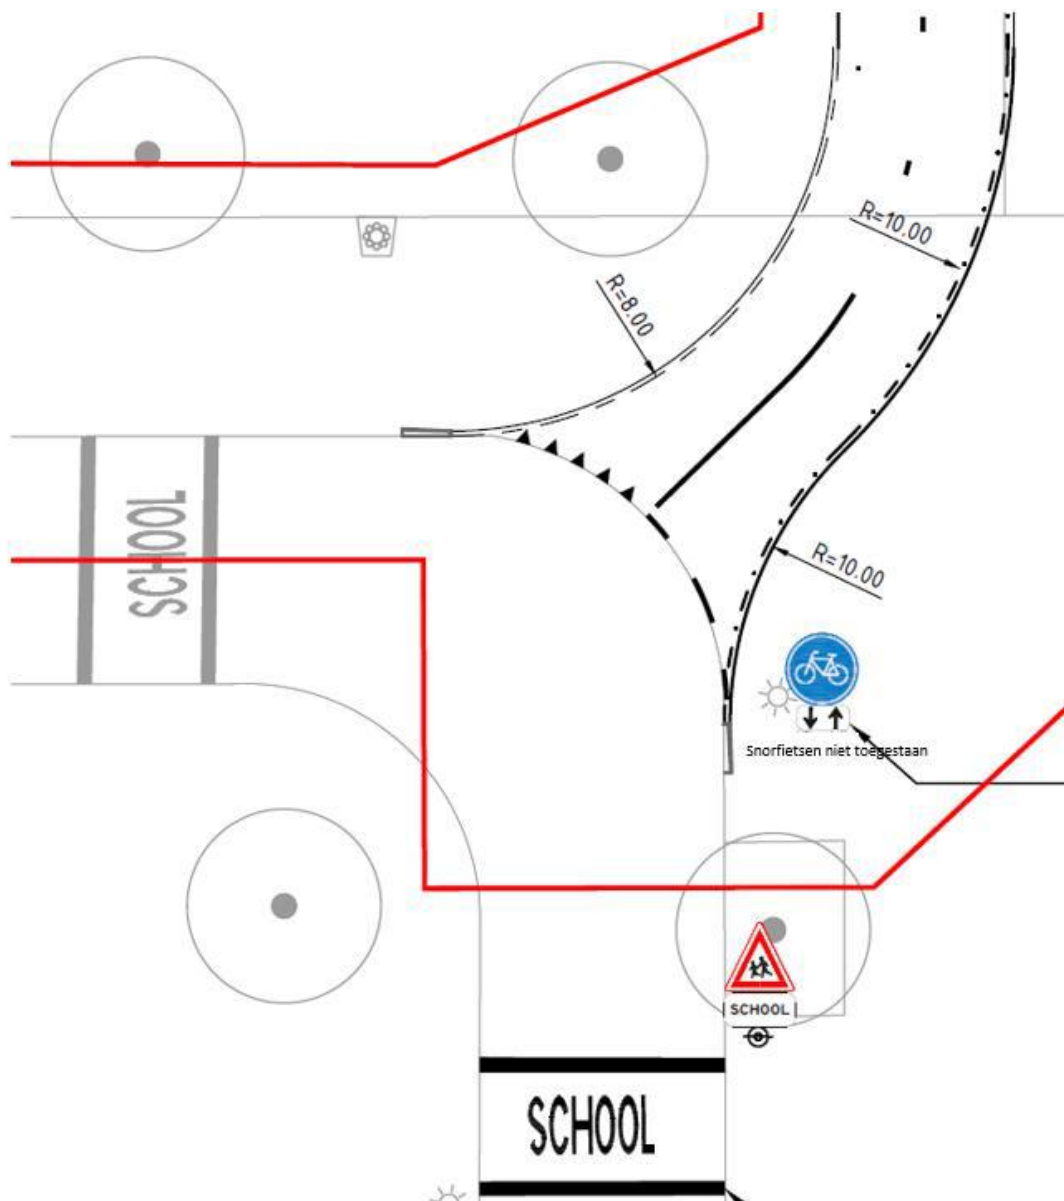 R=10.00
R=8.00
SCHOOL
R=10.00
Snorfietsen niet toegestaan
SCHOOL
SCHOOL